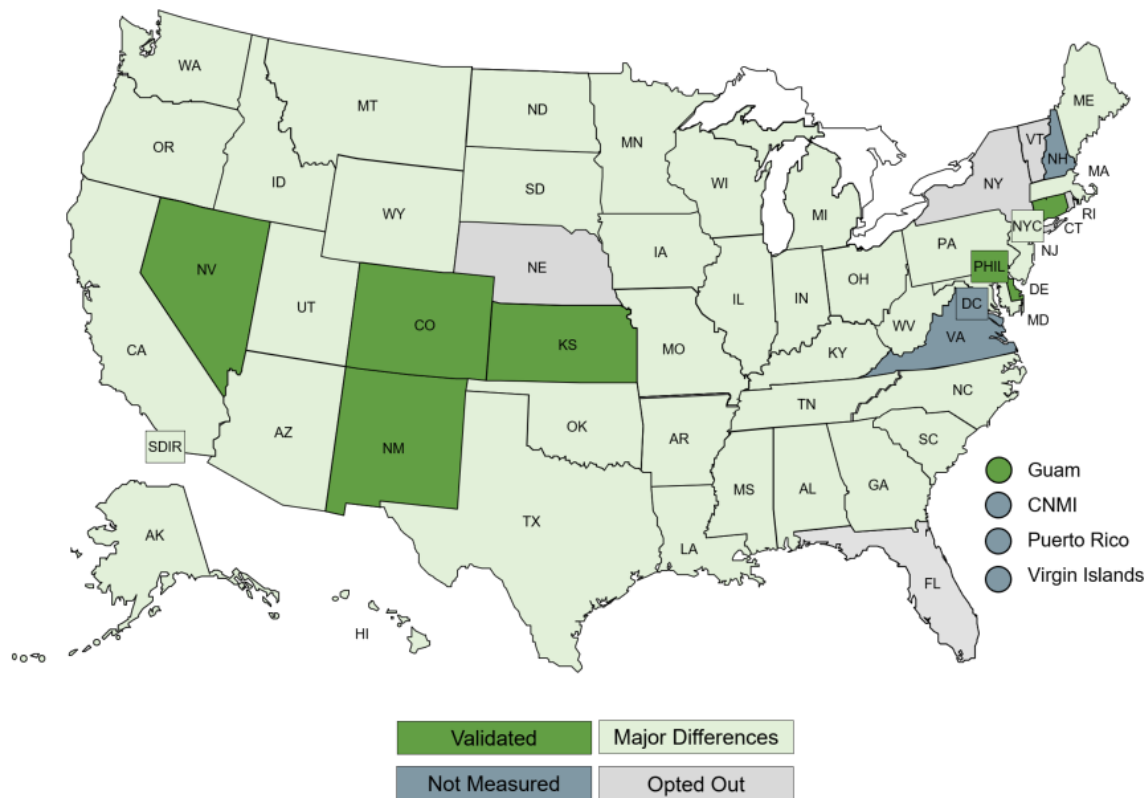 WA
MT
ND
MN
ME
OR
ID
SD
WI
MI
VT
NH
NY
MA
WY
RI
NYC
CT
IA
PA
NJ
NE
PHIL
NV
OH
DE
UT
IL
IN
DC
MD
CO
WV
VA
CA
KS
MO
KY
NC
TN
SDIR
AZ
NM
OK
AR
SC
MS
AL
GA
Guam
TX
CNMI
AK
LA
Puerto Rico
FL
Virgin Islands
HI
Validated
Major Differences
Not Measured
Opted Out